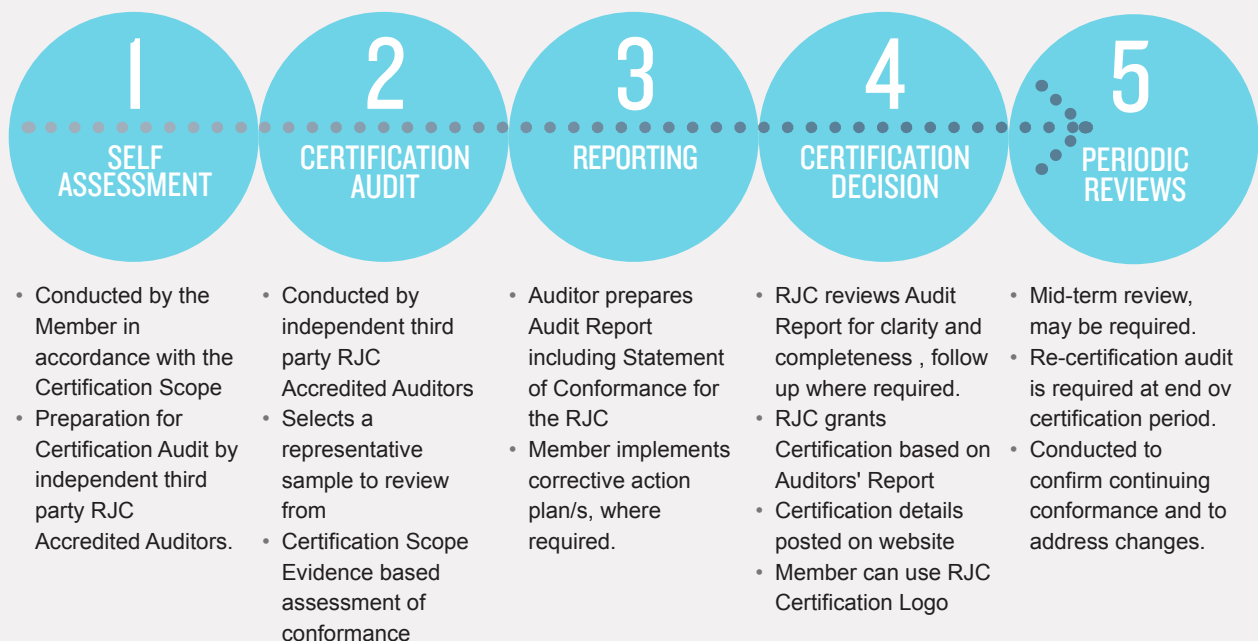 1
SELF
ASSESSMENT
• Conducted by the
Member in
accordance with the
Certification Scope
• Preparation for
Certification Audit by
independent third
party RJC
Accredited Auditors.
2
CERTIFICATION
AUDIT
• Conducted by
independent third
party RJC
Accredited Auditors
• Selects a
representative
sample to review
from
• Certification Scope
Evidence based
assessment of
conformance
3
REPORTING
• Auditor prepares
Audit Report
including Statement
of Conformance for
the RJC
• Member implements
corrective action
plan/s, where
required.
4
CERTIFICATION
DECISION
• RJC reviews Audit
Report for clarity and
completeness , follow
up where required.
• RJC grants
Certification based on
Auditors' Report
• Certification details
posted on website
• Member can use RJC
Certification Logo
5
PERIODIC
REVIEWS
• Mid-term review,
may be required.
• Re-certification audit
is required at end ov
certification period.
• Conducted to
confirm continuing
conformance and to
address changes.